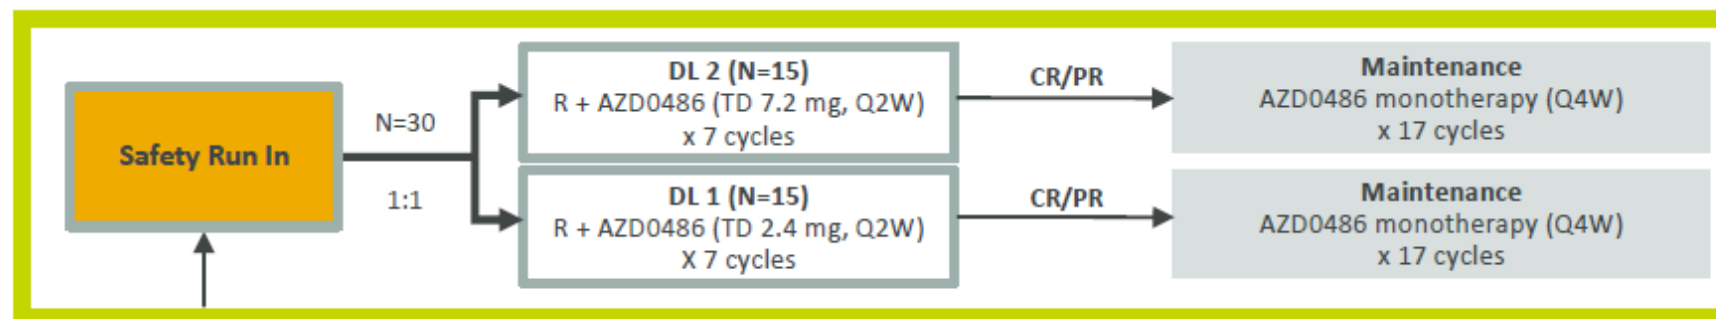 Safety Run In
N=30
1:1
DL 2 (N=15)
R + AZD0486 (TD 7.2 mg, Q2W)
x 7 cycles
CR/PR
Maintenance
AZD0486 monotherapy (Q4W)
x 17 cycles
DL 1 (N=15)
R + AZD0486 (TD 2.4 mg, Q2W)
X 7 cycles
CR/PR
Maintenance
AZD0486 monotherapy (Q4W)
x 17 cycles